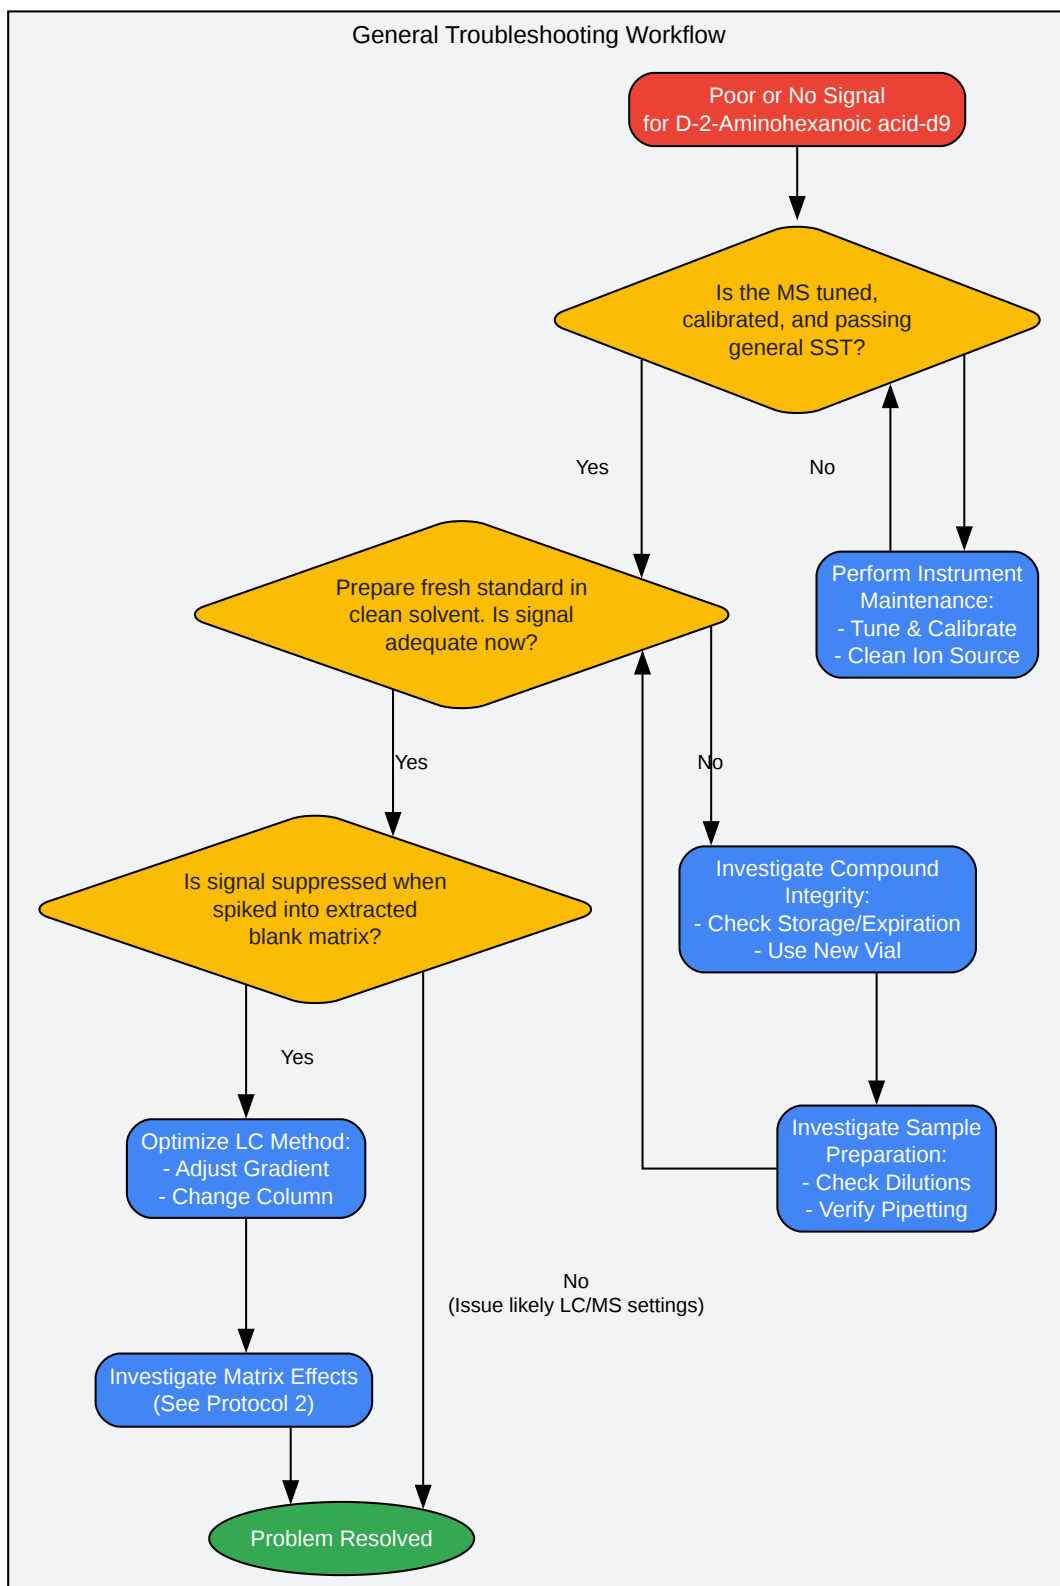 General Troubleshooting Workflow
Poor or No Signal
for D-2-Aminohexanoic acid-d9
Is the MS tuned,
calibrated, and passing
general SST?
Yes
No
Prepare fresh standard in
clean solvent. Is signal
adequate now?
Perform Instrument
Maintenance:
- Tune & Calibrate
- Clean Ion Source
Yes
No
Is signal suppressed when
spiked into extracted
blank matrix?
Investigate Compound
Integrity:
- Check Storage/Expiration
- Use New Vial
Yes
Optimize LC Method:
- Adjust Gradient
- Change Column
Investigate Sample
Preparation:
- Check Dilutions
- Verify Pipetting
No
(Issue likely LC/MS settings)
Investigate Matrix Effects
(See Protocol 2)
Problem Resolved